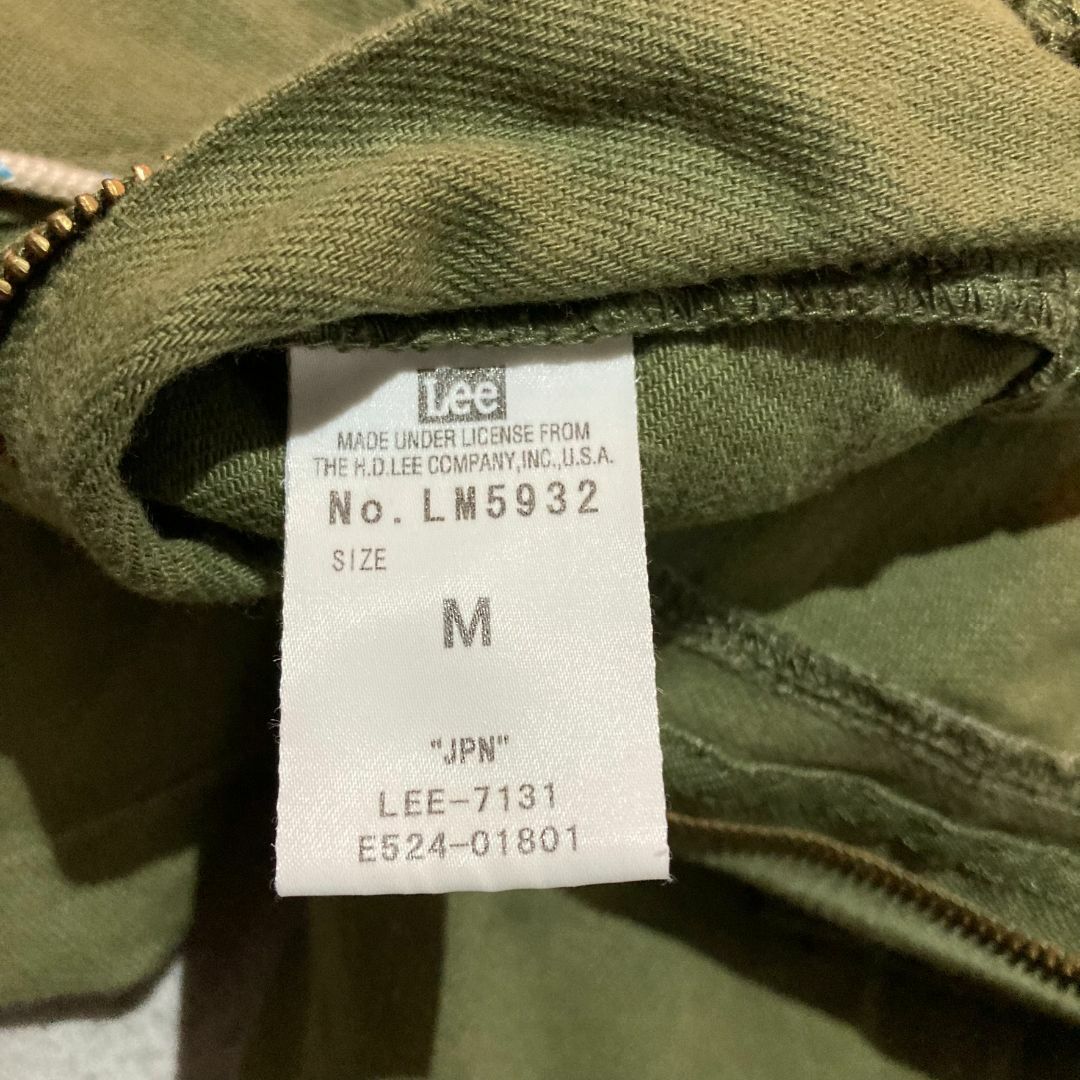 Lee
MADE UNDER LICENSE FROM
THE H.D.LEE COMPANY,INC.,U.S.A.
No. LM5932
SIZE
M
"JPN"
LEE-7131
E524-01801